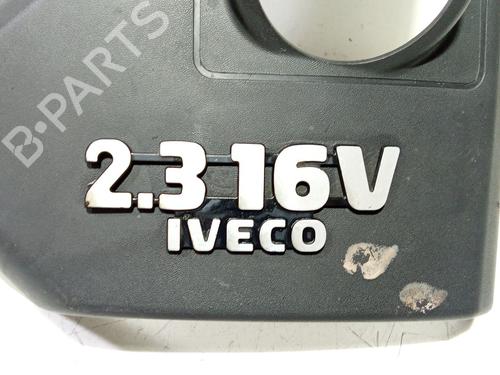 B-PARTS
2.3 16V
IVECO